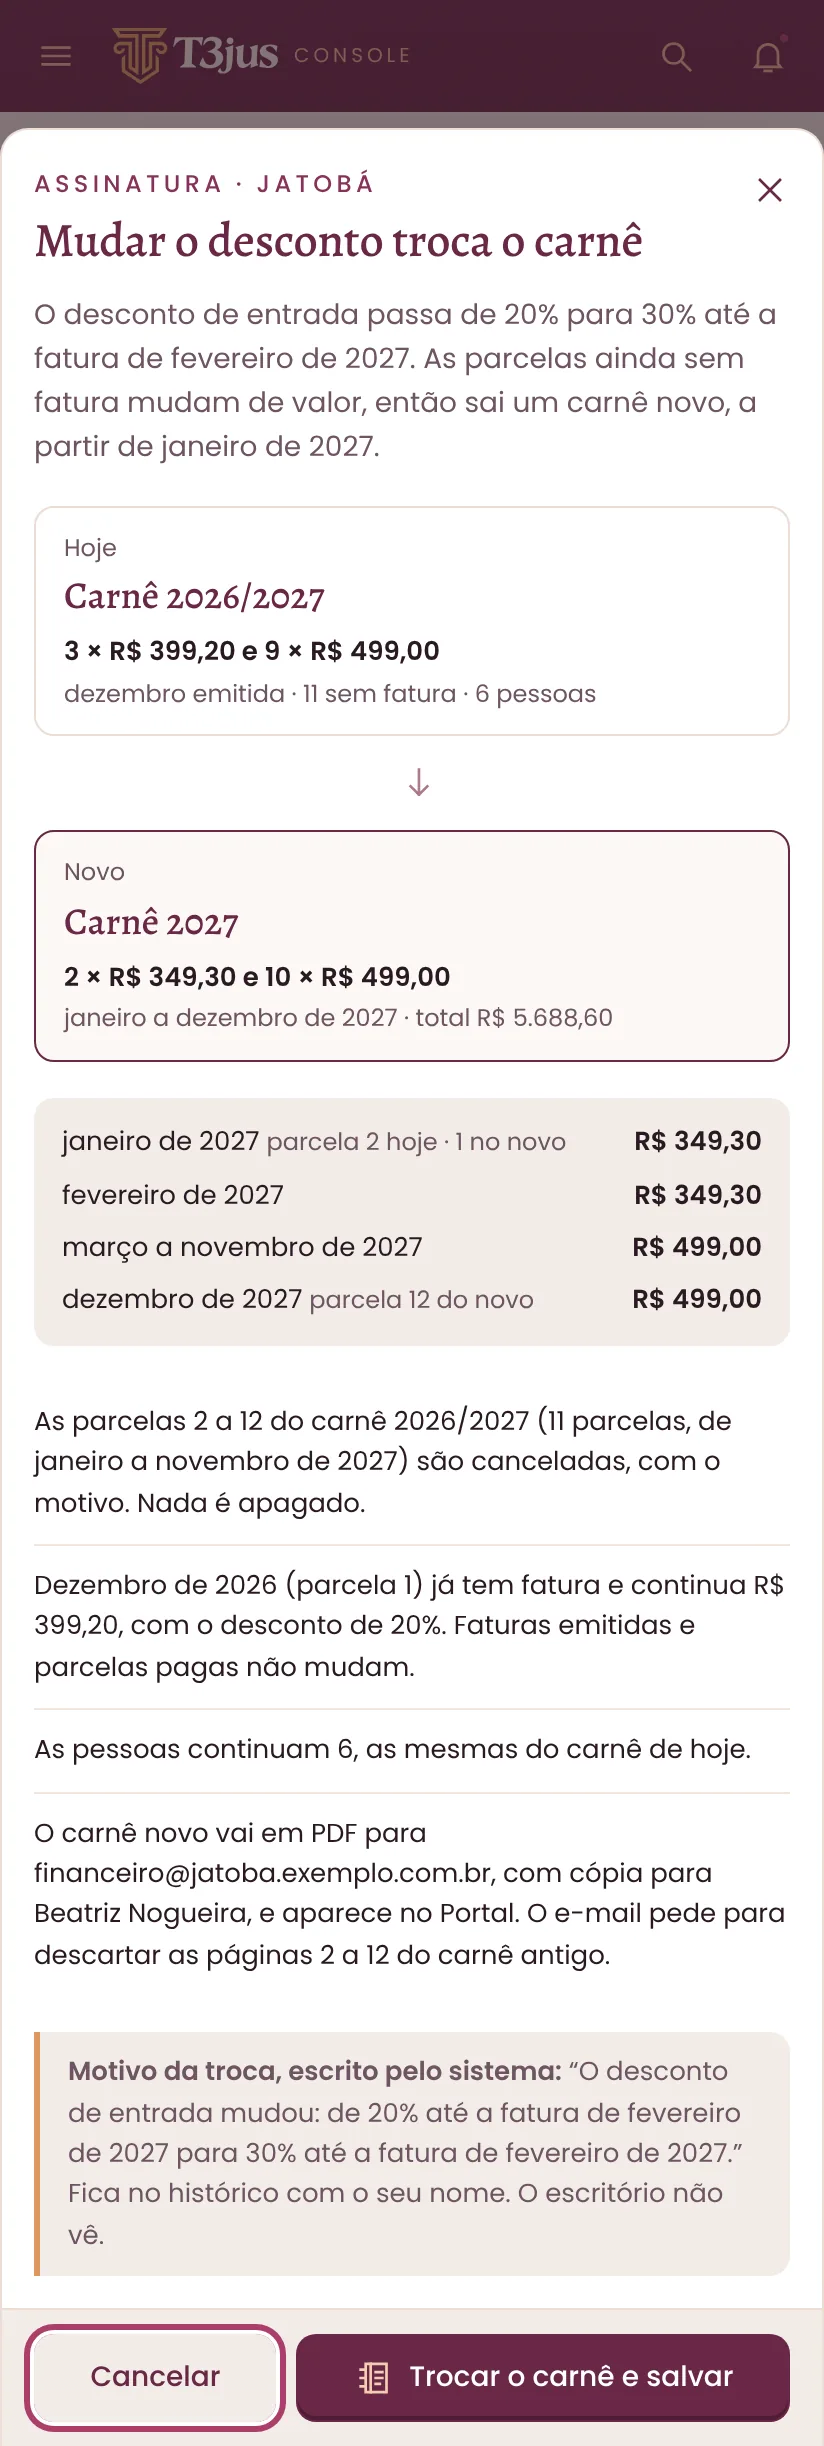 T3jus CONSOLE
ASSINATURA · JATOBÁ
Mudar o desconto troca o carnê
O desconto de entrada passa de 20% para 30% até a
fatura de fevereiro de 2027. As parcelas ainda sem
fatura mudam de valor, então sai um carnê novo, a
partir de janeiro de 2027.
Hoje
Carnê 2026/2027
3 × R$ 399,20 e 9 × R$ 499,00
dezembro emitida · 11 sem fatura · 6 pessoas
Novo
Carnê 2027
2 × R$ 349,30 e 10 × R$ 499,00
janeiro a dezembro de 2027 · total R$ 5.688,60
janeiro de 2027 parcela 2 hoje · 1 no novo R$ 349,30
fevereiro de 2027 R$ 349,30
março a novembro de 2027 R$ 499,00
dezembro de 2027 parcela 12 do novo R$ 499,00
As parcelas 2 a 12 do carnê 2026/2027 (11 parcelas, de
janeiro a novembro de 2027) são canceladas, com o
motivo. Nada é apagado.
Dezembro de 2026 (parcela 1) já tem fatura e continua R$
399,20, com o desconto de 20%. Faturas emitidas e
parcelas pagas não mudam.
As pessoas continuam 6, as mesmas do carnê de hoje.
O carnê novo vai em PDF para
financeiro@jatoba.exemplo.com.br, com cópia para
Beatriz Nogueira, e aparece no Portal. O e-mail pede para
descartar as páginas 2 a 12 do carnê antigo.
Motivo da troca, escrito pelo sistema: “O desconto
de entrada mudou: de 20% até a fatura de fevereiro
de 2027 para 30% até a fatura de fevereiro de 2027.”
Fica no histórico com o seu nome. O escritório não
vê.
Cancelar
Trocar o carnê e salvar